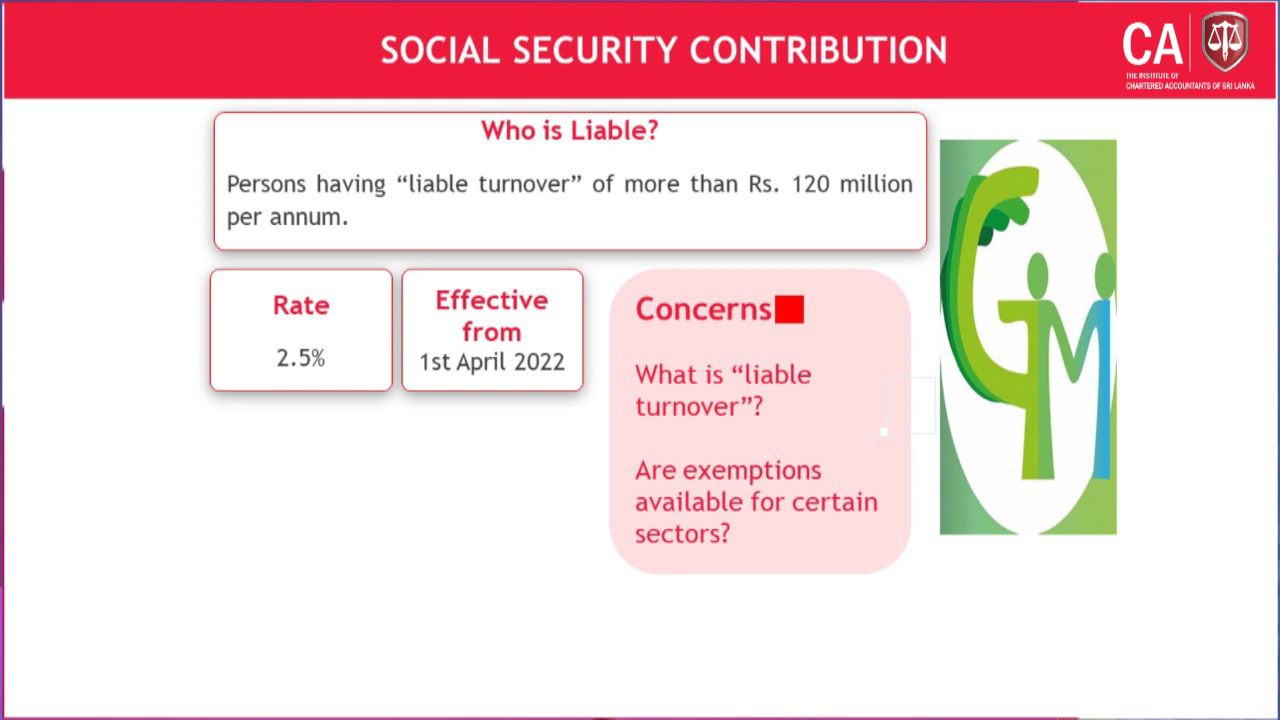 SOCIAL SECURITY CONTRIBUTION
CA
THE INSTITUTE OF
CHARTERED ACCOUNTANTS OF SRI LANKA
Who is Liable?
Persons having “liable turnover” of more than Rs. 120 million
per annum.
Rate
2.5%
Effective
from
1st April 2022
Concerns
What is “liable
turnover”?
Are exemptions
available for certain
sectors?
GM